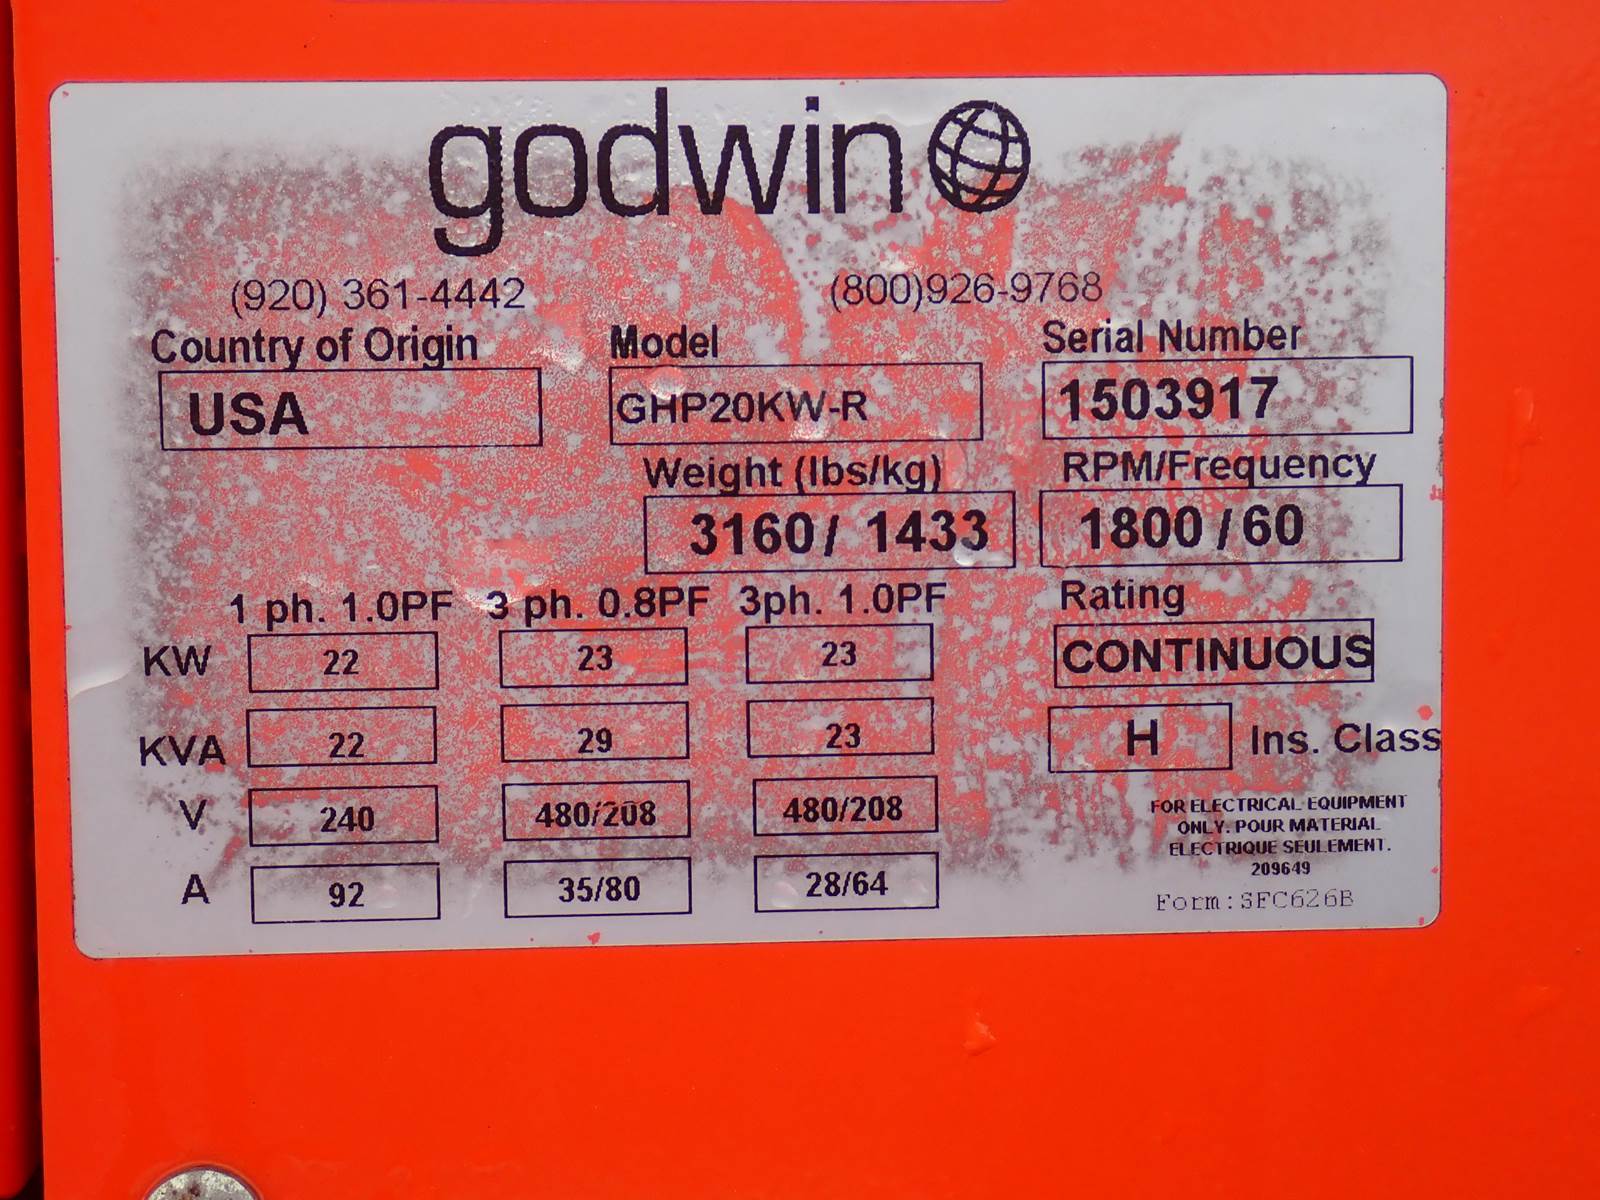 godwin
(920) 361-4442 (800)926-9768
Country of Origin Model Serial Number
USA GHP20KW-R 1503917
Weight (lbs/kg) RPM/Frequency
3160/ 1433 1800/60
1 ph. 1.0PF 3 ph. 0.8PF 3ph. 1.0PF Rating
KW 22 23 23 CONTINUOUS
KVA 22 29 23 H Ins. Class
V 240 480/208 480/208
FOR ELECTRICAL EQUIPMENT
ONLY. POUR MATERIAL
ELECTRIQUE SEULEMENT.
209649
A 92 35/80 28/64
Form:SFC626B